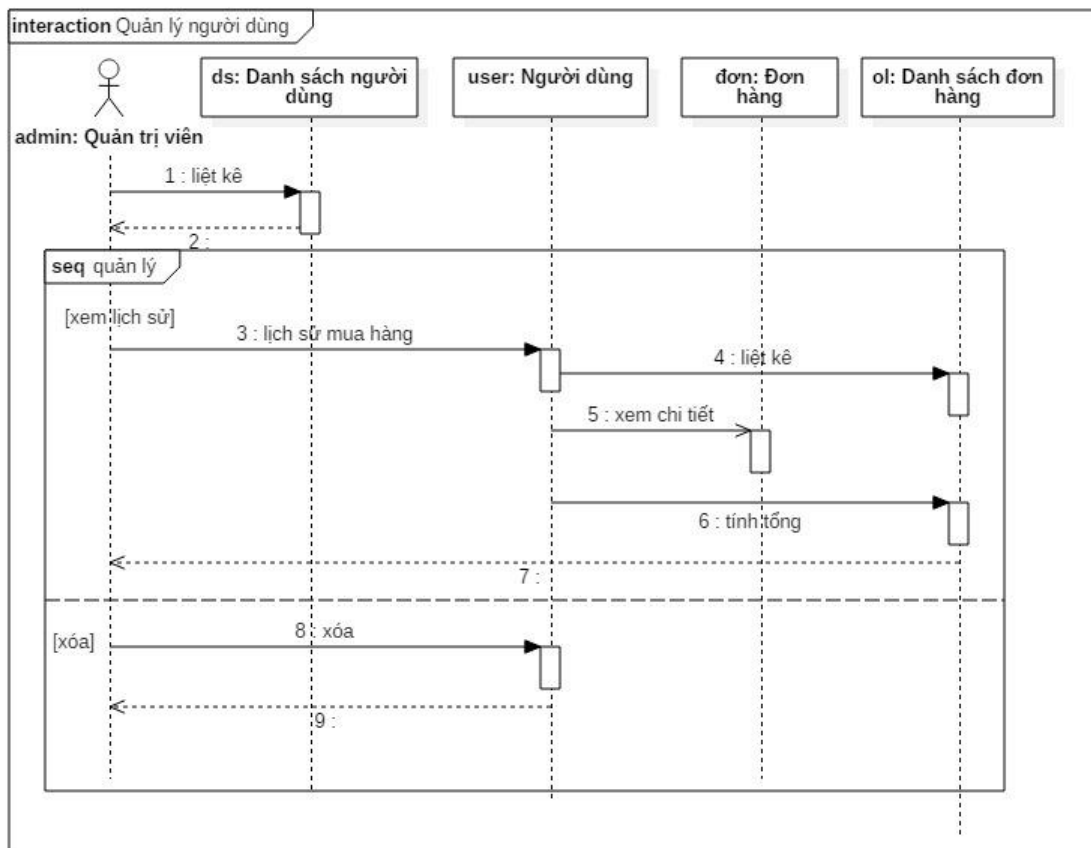 interaction Quản lý người dùng
ds: Danh sách người
dùng
user: Người dùng
đơn: Đơn
hàng
ol: Danh sách đơn
hàng
admin: Quản trị viên
1 : liệt kê
2 :
seq quản lý
[xem lịch sử]
3 : lịch sử mua hàng
4 : liệt kê
5 : xem chi tiết
6 : tính tổng
7 :
[xóa]
8 : xóa
9 :